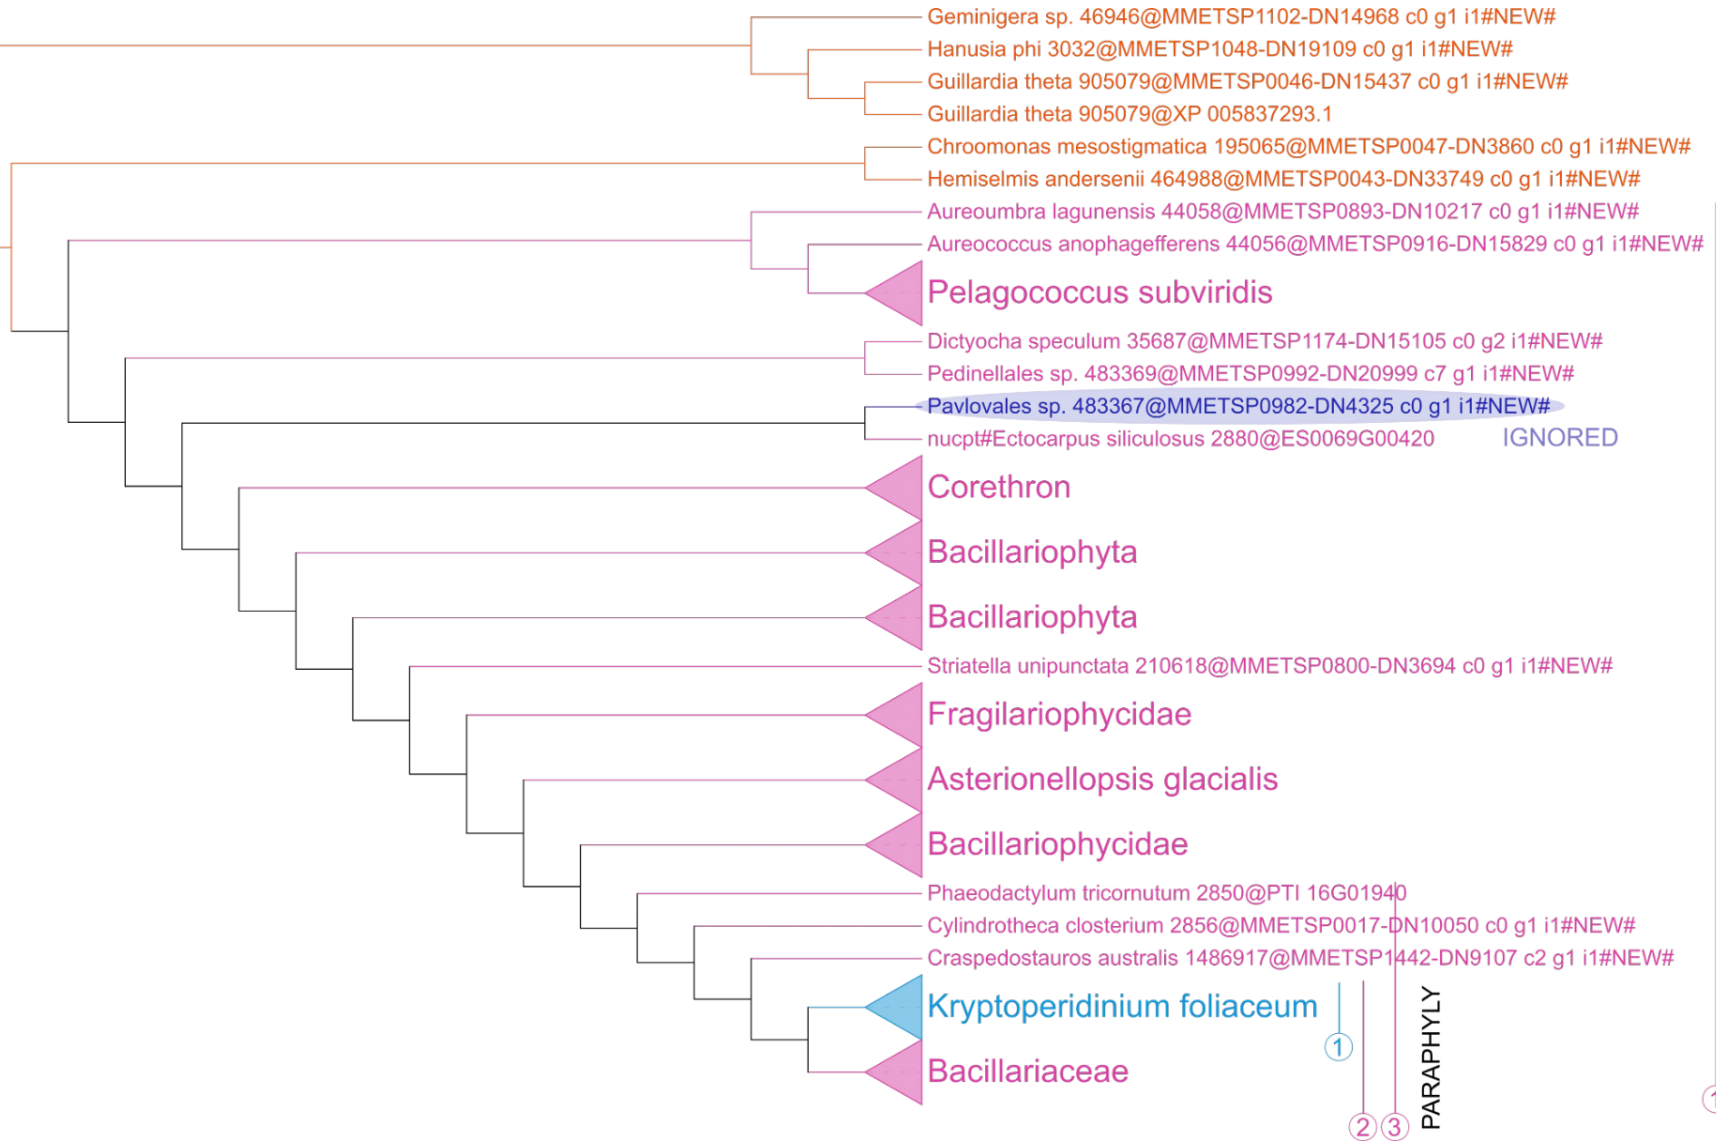 Geminigera sp. 46946@MMETSP1102-DN14968 c0 g1 i1#NEW#
Hanusia phi 3032@MMETSP1048-DN19109 c0 g1 i1#NEW#
Guillardia theta 905079@MMETSP0046-DN15437 c0 g1 i1#NEW#
Guillardia theta 905079@XP 005837293.1
Chroomonas mesostigmatica 195065@MMETSP0047-DN3860 c0 g1 i1#NEW#
Hemiselmis andersenii 464988@MMETSP0043-DN33749 c0 g1 i1#NEW#
Aureoumbra lagunensis 44058@MMETSP0893-DN10217 c0 g1 i1#NEW#
Aureococcus anophagefferens 44056@MMETSP0916-DN15829 c0 g1 i1#NEW#
Pelagococcus subviridis
Dictyocha speculum 35687@MMETSP1174-DN15105 c0 g2 i1#NEW#
Pedinellales sp. 483369@MMETSP0992-DN20999 c7 g1 i1#NEW#
Pavlovales sp. 483367@MMETSP0982-DN4325 c0 g1 i1#NEW#
nucpt#Ectocarpus siliculosus 2880@ES0069G00420 IGNORED
Corethron
Bacillariophyta
Bacillariophyta
Striatella unipunctata 210618@MMETSP0800-DN3694 c0 g1 i1#NEW#
Fragilariophycidae
Asterionellopsis glacialis
Bacillariophycidae
Phaeodactylum tricornutum 2850@PTI 16G01940
Cylindrotheca closterium 2856@MMETSP0017-DN10050 c0 g1 i1#NEW#
Craspedostauros australis 1486917@MMETSP1442-DN9107 c2 g1 i1#NEW#
Kryptoperidinium foliaceum
1
Bacillariaceae
PARAPHYLY
2 3
1